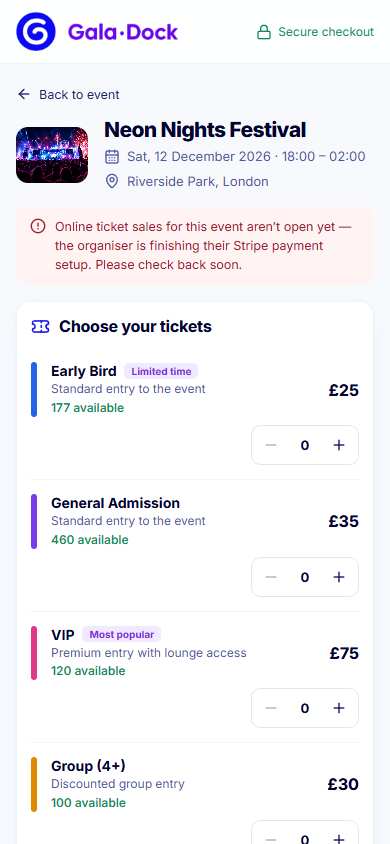 Gala·Dock
Secure checkout
Back to event
Neon Nights Festival
Sat, 12 December 2026 · 18:00 – 02:00
Riverside Park, London
Online ticket sales for this event aren't open yet —
the organiser is finishing their Stripe payment
setup. Please check back soon.
Choose your tickets
Early Bird Limited time
Standard entry to the event
£25
177 available
0
General Admission
Standard entry to the event
£35
460 available
0
VIP Most popular
Premium entry with lounge access
£75
120 available
0
Group (4+)
Discounted group entry
£30
100 available
0